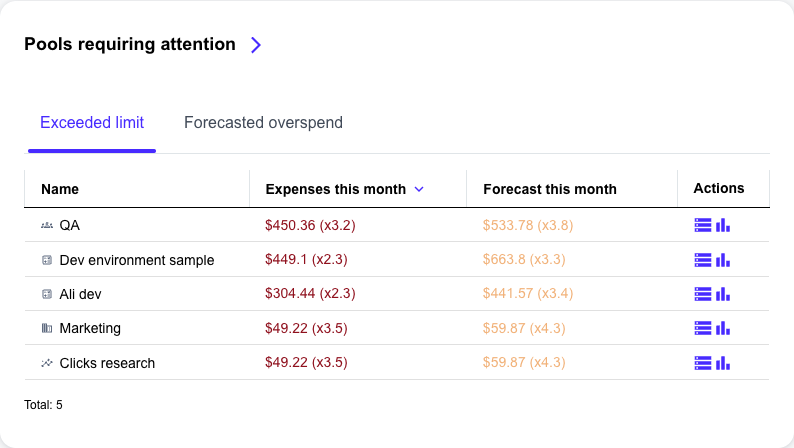 Pools requiring attention
Exceeded limit Forecasted overspend
Name Expenses this month Forecast this month Actions
QA $450.36 (x3.2) $533.78 (x3.8)
Dev environment sample $449.1 (x2.3) $663.8 (x3.3)
Ali dev $304.44 (x2.3) $441.57 (x3.4)
Marketing $49.22 (x3.5) $59.87 (x4.3)
Clicks research $49.22 (x3.5) $59.87 (x4.3)
Total: 5